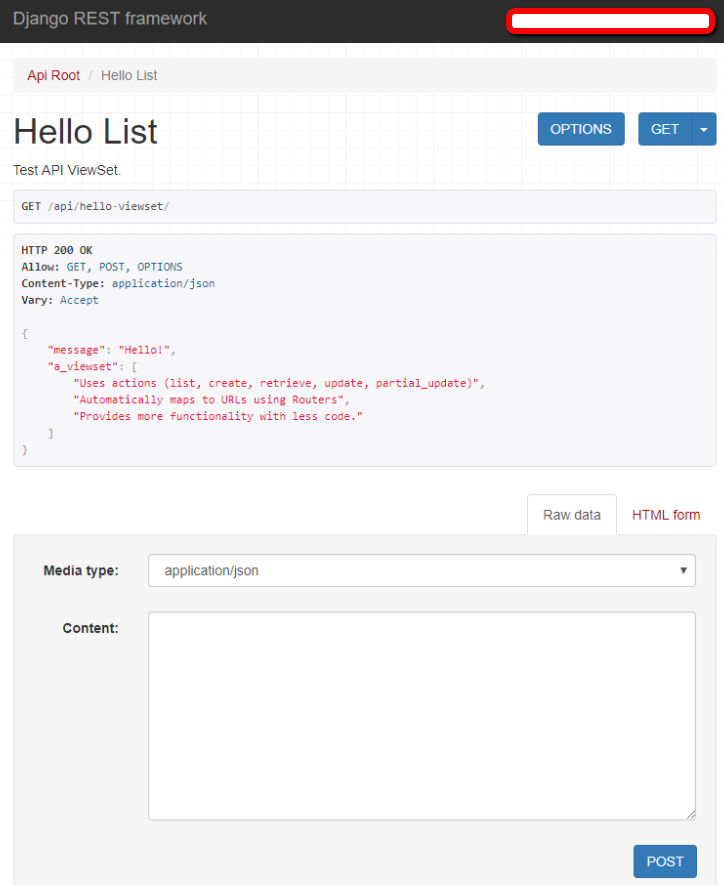 Django REST framework
Api Root / Hello List
Hello List
OPTIONS
GET
Test API ViewSet.
GET /api/hello-viewset/
HTTP 200 OK
Allow: GET, POST, OPTIONS
Content-Type: application/json
Vary: Accept
{
    "message": "Hello!",
    "a_viewset": [
        "Uses actions (list, create, retrieve, update, partial_update)",
        "Automatically maps to URLs using Routers",
        "Provides more functionality with less code."
    ]
}
Raw data
HTML form
Media type:
application/json
Content:
POST